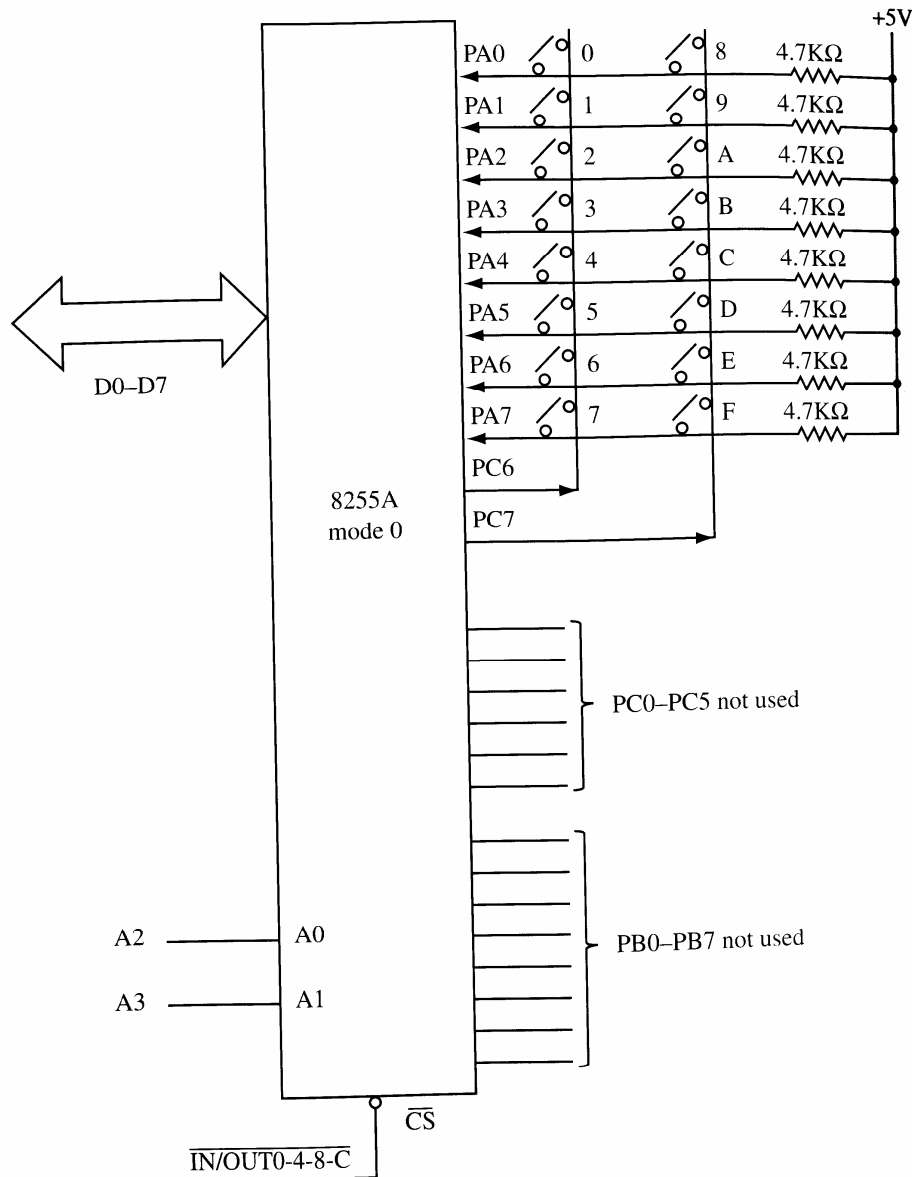 +5V
PA0 0 8 4.7KΩ
PA1 1 9 4.7KΩ
PA2 2 A 4.7KΩ
PA3 3 B 4.7KΩ
PA4 4 C 4.7KΩ
PA5 5 D 4.7KΩ
PA6 6 E 4.7KΩ
PA7 7 F 4.7KΩ
D0–D7
PC6
PC7
8255A
mode 0
PC0–PC5 not used
PB0–PB7 not used
A2 A0
A3 A1
CS
IN/OUT0-4-8-C